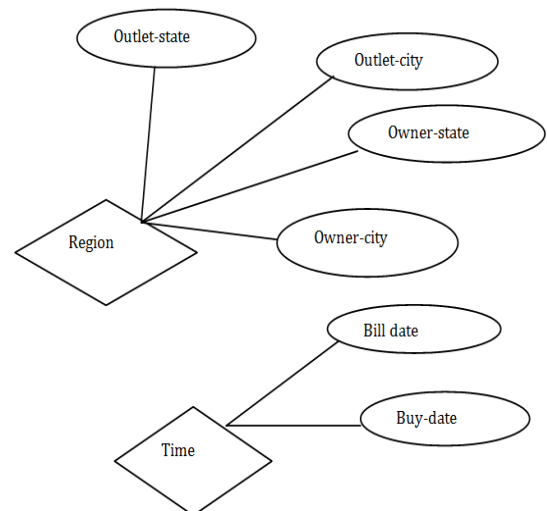 Outlet-state
Outlet-city
Owner-state
Region
Owner-city
Bill date
Buy-date
Time